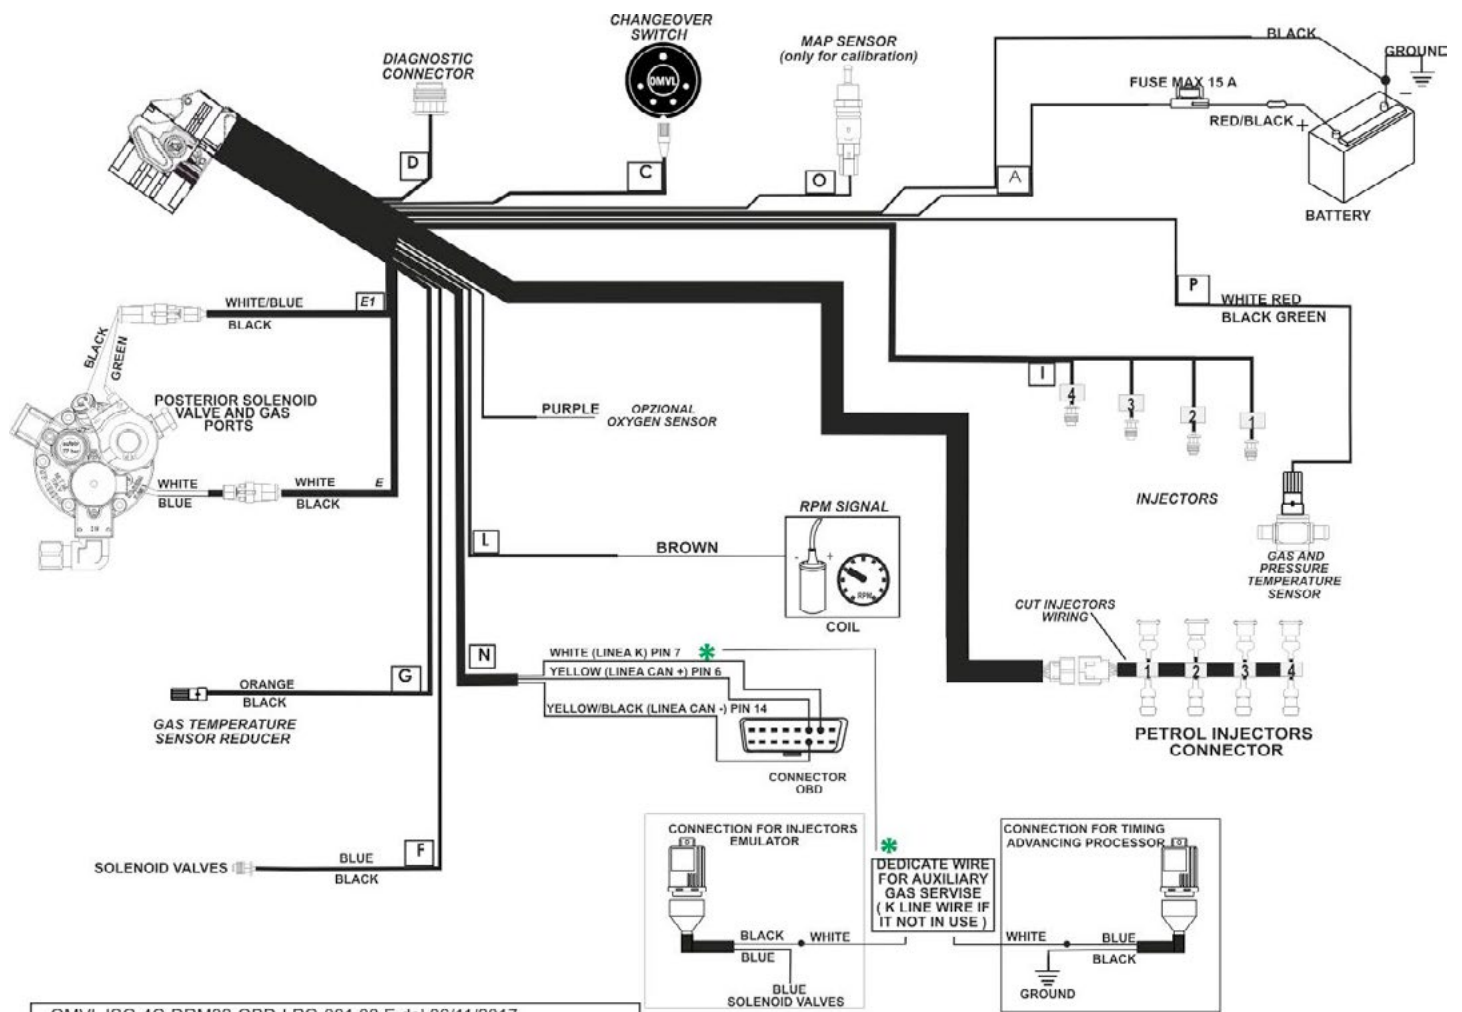 CHANGEOVER
SWITCH
OMVL
DIAGNOSTIC
CONNECTOR
MAP SENSOR
(only for calibration)
BLACK
GROUND
FUSE MAX 15 A
RED/BLACK
+
−
BATTERY
D
C
O
A
P
WHITE RED
BLACK GREEN
WHITE/BLUE
E1
BLACK
BLACK
GREEN
POSTERIOR SOLENOID
VALVE AND GAS
PORTS
WHITE
BLUE
WHITE
E
BLACK
IN
PURPLE
OPZIONAL
OXYGEN SENSOR
I
4
3
2
1
INJECTORS
GAS AND
PRESSURE
TEMPERATURE
SENSOR
RPM SIGNAL
L
BROWN
-
+
RPM
COIL
CUT INJECTORS
WIRING
1
2
3
4
PETROL INJECTORS
CONNECTOR
N
WHITE (LINEA K) PIN 7 *
YELLOW (LINEA CAN +) PIN 6
YELLOW/BLACK (LINEA CAN -) PIN 14
CONNECTOR
OBD
G
ORANGE
BLACK
GAS TEMPERATURE
SENSOR REDUCER
F
SOLENOID VALVES
BLUE
BLACK
CONNECTION FOR INJECTORS
EMULATOR
BLACK
WHITE
BLUE
BLUE
SOLENOID VALVES
*
DEDICATE WIRE
FOR AUXILIARY
GAS SERVISE
( K LINE WIRE IF
IT NOT IN USE )
CONNECTION FOR TIMING
ADVANCING PROCESSOR
WHITE
BLUE
BLACK
GROUND